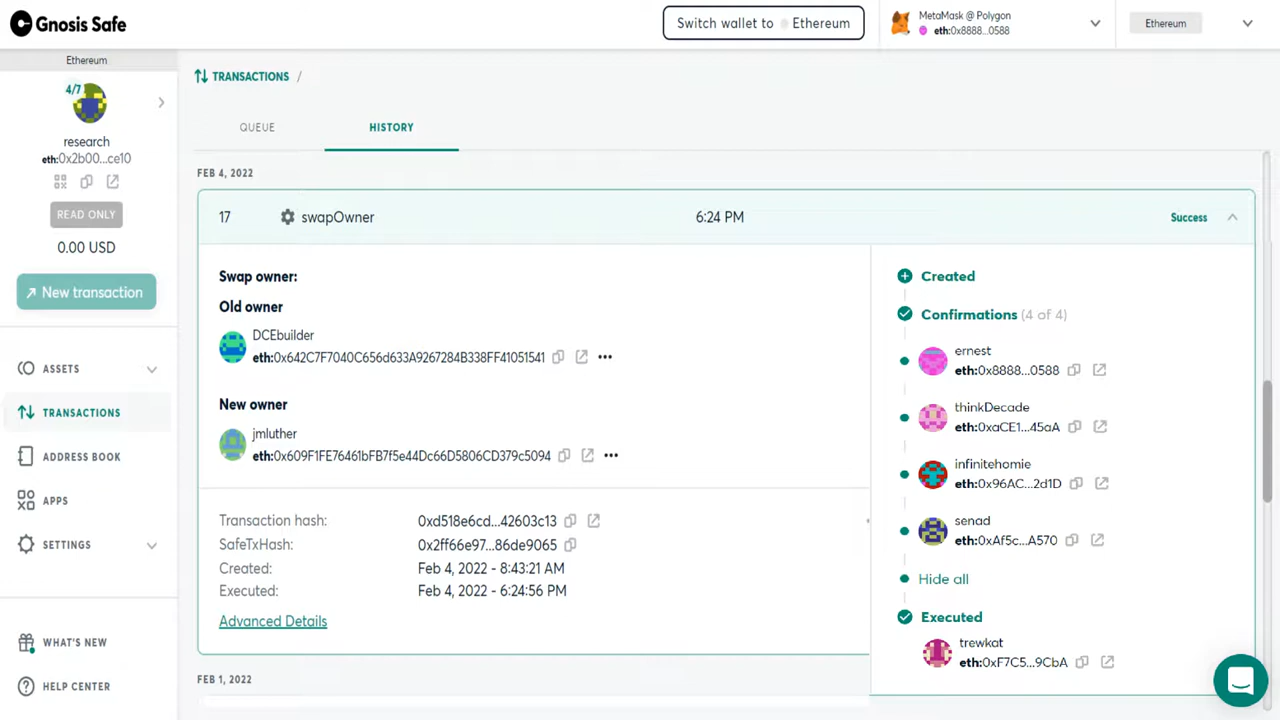 Gnosis Safe
Switch wallet to Ethereum
MetaMask @ Polygon
eth:0x8888...0588
Ethereum
Ethereum
4/7
research
eth:0x2b00...ce10
READ ONLY
0.00 USD
New transaction
ASSETS
TRANSACTIONS
ADDRESS BOOK
APPS
SETTINGS
WHAT'S NEW
HELP CENTER
TRANSACTIONS /
QUEUE
HISTORY
FEB 4, 2022
17 swapOwner 6:24 PM Success
Swap owner:
Old owner
DCEbuilder
eth:0x642C7F7040C656d633A9267284B338FF41051541
New owner
jmluther
eth:0x609F1FE76461bFB7f5e44Dc66D5806CD379c5094
Transaction hash: 0xd518e6cd...42603c13
SafeTxHash: 0x2ff66e97...86de9065
Created: Feb 4, 2022 - 8:43:21 AM
Executed: Feb 4, 2022 - 6:24:56 PM
Advanced Details
Created
Confirmations (4 of 4)
ernest
eth:0x8888...0588
thinkDecade
eth:0xaCE1...45aA
infinitehomie
eth:0x96AC...2d1D
senad
eth:0xAf5c...A570
Hide all
Executed
trewkat
eth:0xF7C5...9CbA
FEB 1, 2022